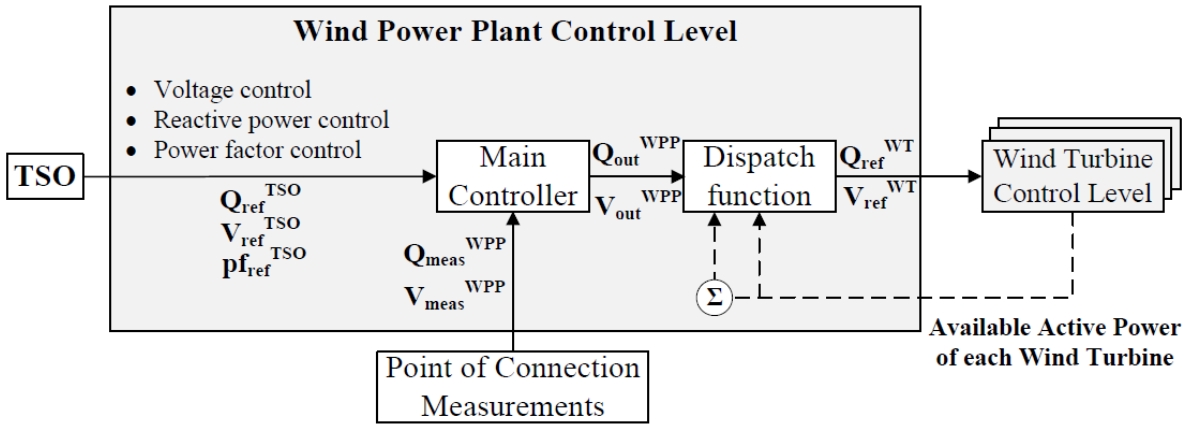 Wind Power Plant Control Level
• Voltage control
• Reactive power control
• Power factor control
TSO
Q_ref^TSO
V_ref^TSO
pf_ref^TSO
Main
Controller
Q_meas^WPP
V_meas^WPP
Q_out^WPP
V_out^WPP
Dispatch
function
Σ
Q_ref^WT
V_ref^WT
Wind Turbine
Control Level
Available Active Power
of each Wind Turbine
Point of Connection
Measurements